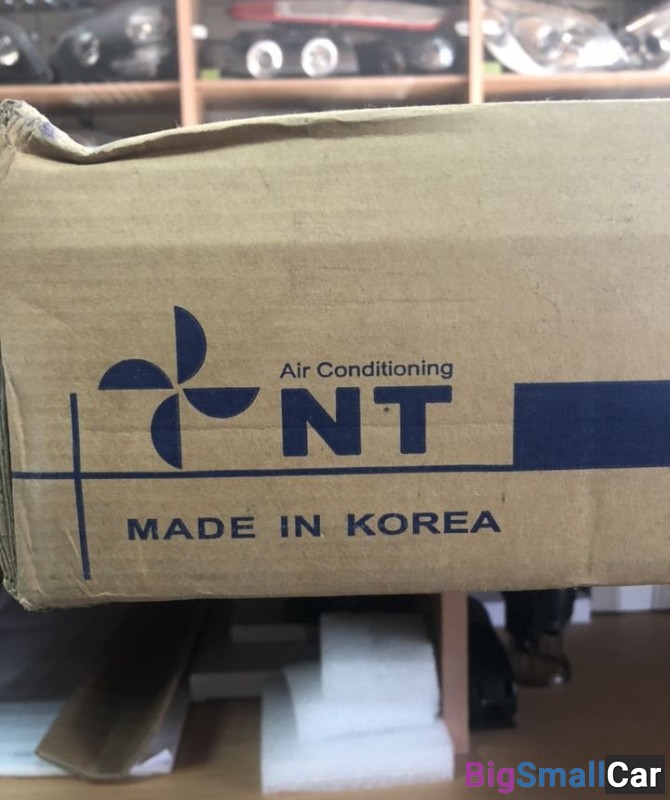 Air Conditioning
NT
MADE IN KOREA
BigSmallCar